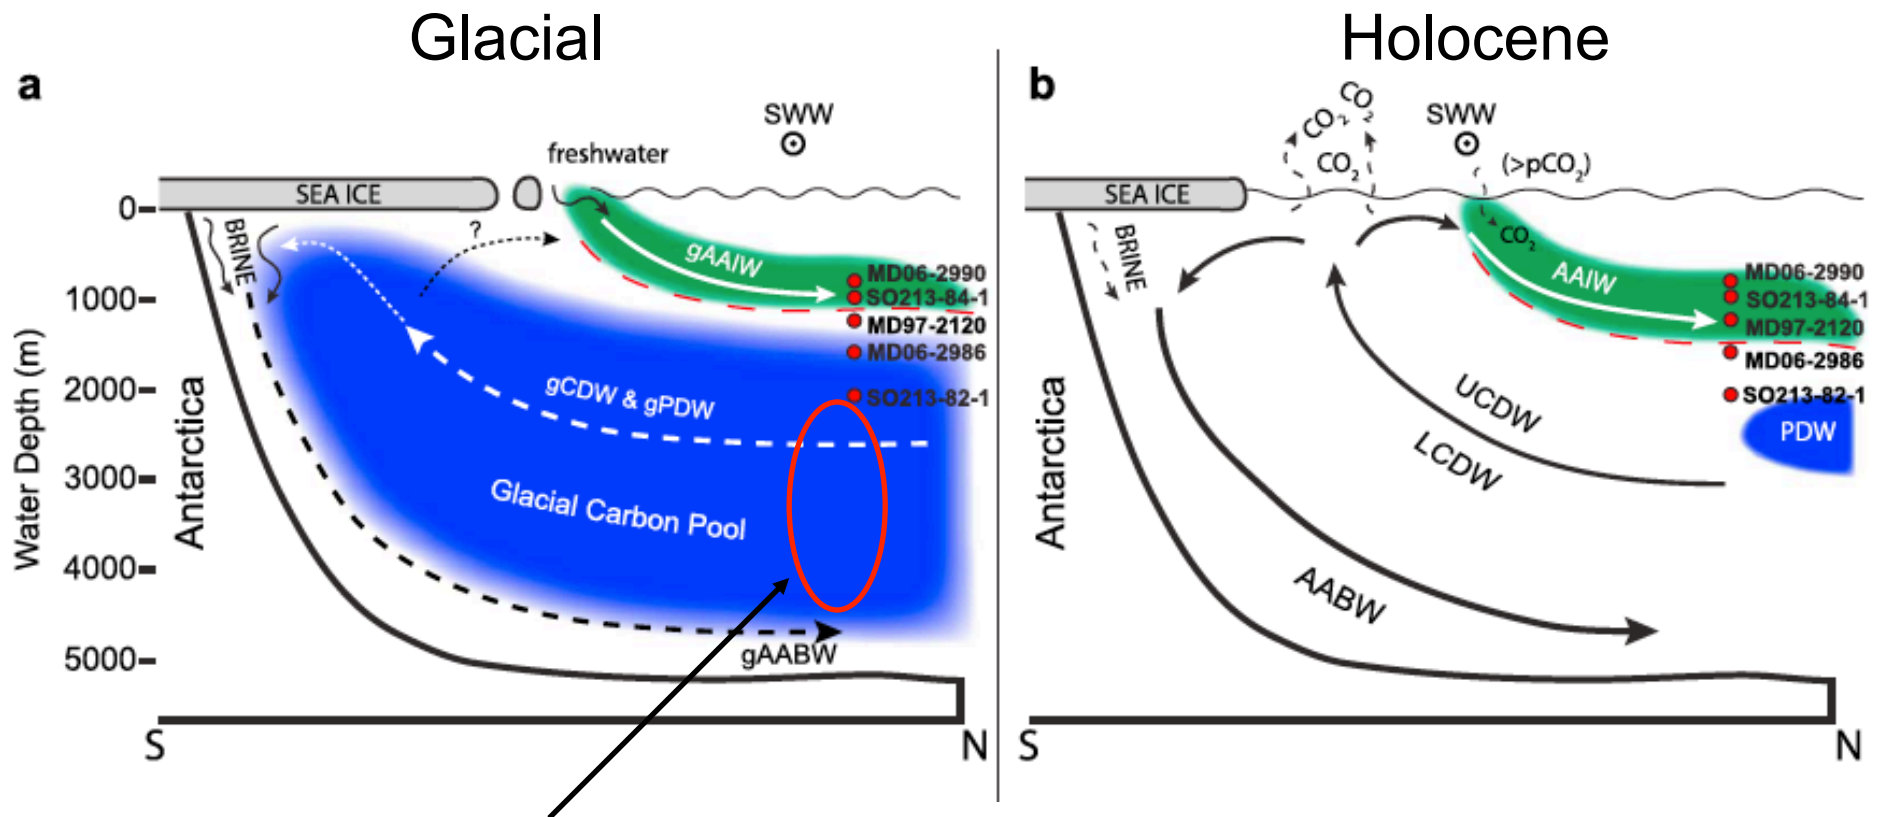 Glacial
Holocene
a
SWW
freshwater
SEA ICE
BRINE
?
gAAIW
MD06-2990
SO213-84-1
MD97-2120
MD06-2986
SO213-82-1
gCDW & gPDW
Glacial Carbon Pool
gAABW
Antarctica
Water Depth (m)
0
1000
2000
3000
4000
5000
S
N
b
CO₂
CO₂
CO₂
SWW
(>pCO₂)
SEA ICE
BRINE
CO₂
AAIW
MD06-2990
SO213-84-1
MD97-2120
MD06-2986
SO213-82-1
PDW
UCDW
LCDW
AABW
Antarctica
S
N